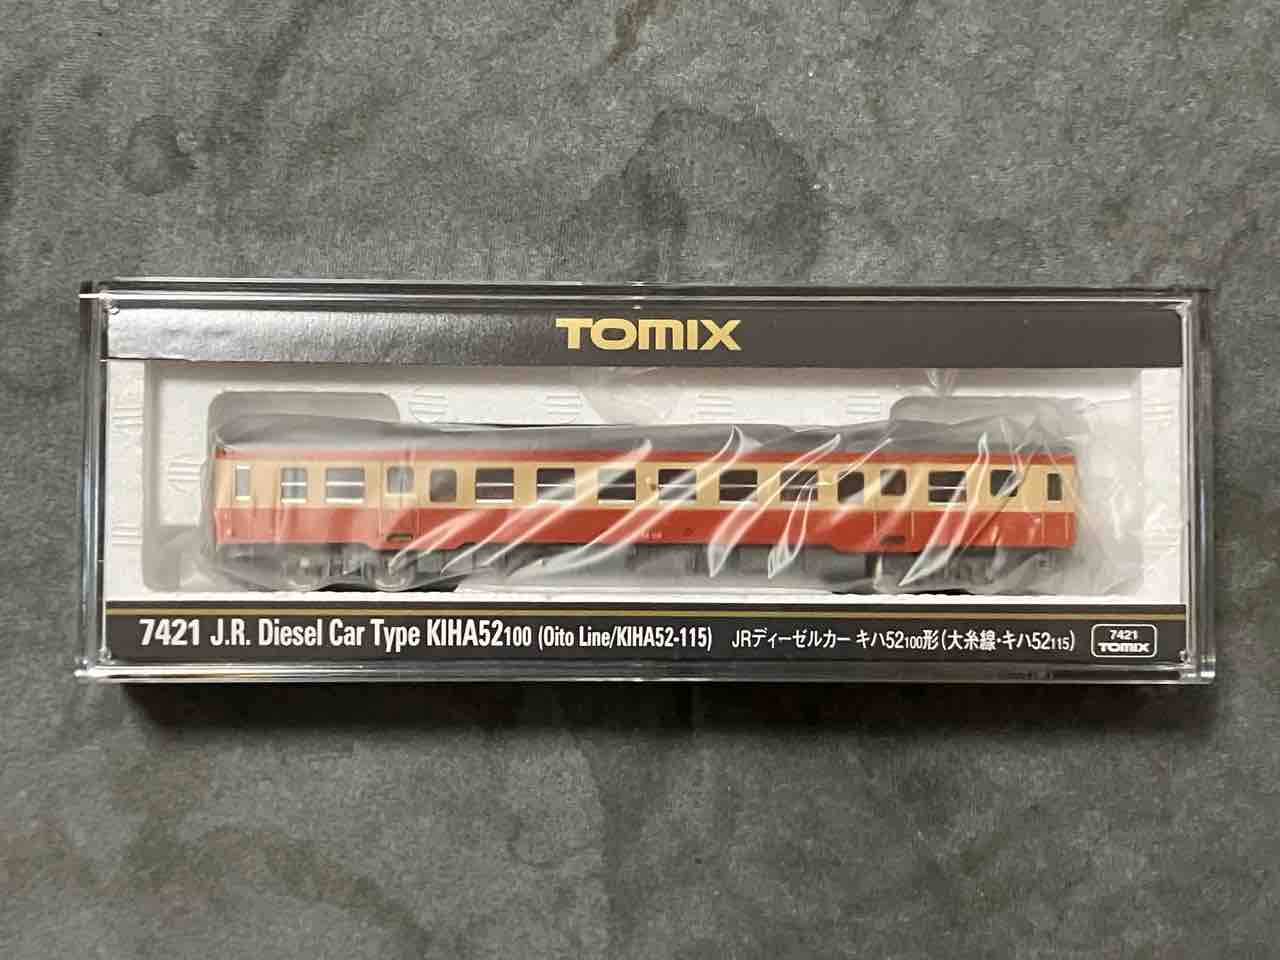 TOMIX
7421 J.R. Diesel Car Type KIHA52100 (Oito Line/KIHA52-115) JRディーゼルカー キハ52100形(大糸線・キハ52115)
7421
TOMIX